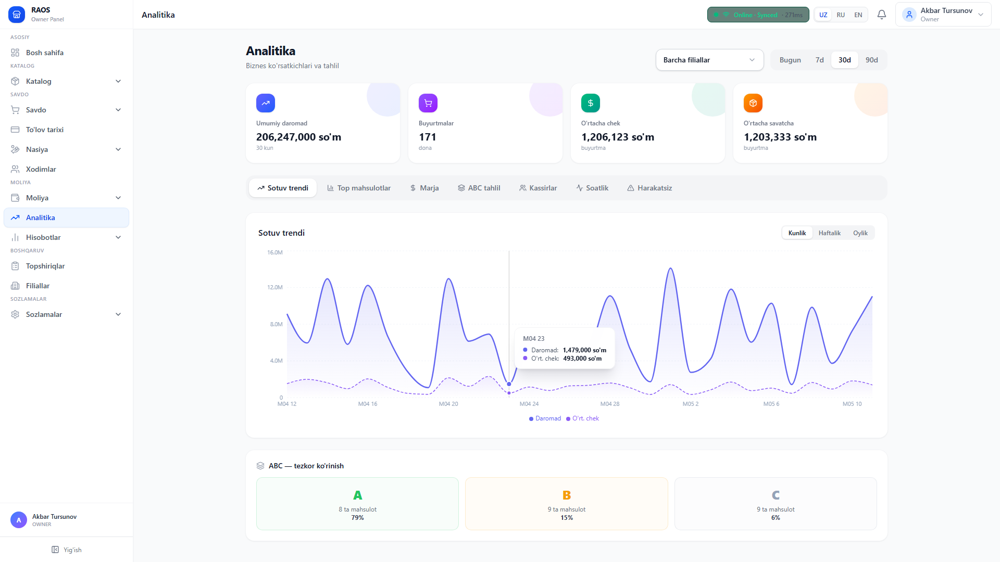 RAOS
Owner Panel
ASOSIY
Bosh sahifa
KATALOG
Katalog
SAVDO
Savdo
To'lov tarixi
Nasiya
Xodimlar
MOLIYA
Moliya
Analitika
Hisobotlar
BOSHQARUV
Topshiriqlar
Filiallar
SOZLAMALAR
Sozlamalar
A
Akbar Tursunov
OWNER
Yig'ish
Analitika
Online · Synced · 271ms
UZ RU EN
Akbar Tursunov
Owner
Analitika
Biznes ko'rsatkichlari va tahlil
Barcha filiallar
Bugun 7d 30d 90d
Umumiy daromad
206,247,000 so'm
30 kun
Buyurtmalar
171
dona
O'rtacha chek
1,206,123 so'm
buyurtma
O'rtacha savatcha
1,203,333 so'm
buyurtma
Sotuv trendi Top mahsulotlar Marja ABC tahlil Kassirlar Soatlik Harakatsiz
Sotuv trendi
Kunlik Haftalik Oylik
16.0M
12.0M
8.0M
4.0M
0
M04 23
Daromad: 1,479,000 so'm
O'rt. chek: 493,000 so'm
M04 12 M04 16 M04 20 M04 24 M04 28 M05 2 M05 6 M05 10
Daromad O'rt. chek
ABC — tezkor ko'rinish
A
8 ta mahsulot
79%
B
9 ta mahsulot
15%
C
9 ta mahsulot
6%